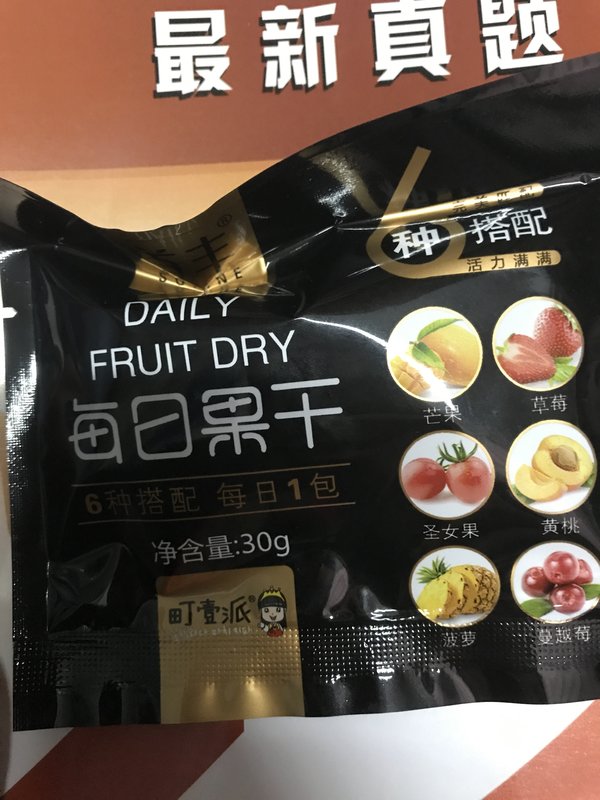 最新真题
丰®
6
种搭配
活力满满
DAILY
FRUIT DRY
每日果干
6种搭配 每日1包
净含量:30g
芒果
草莓
圣女果
黄桃
菠萝
蔓越莓
町壹派®